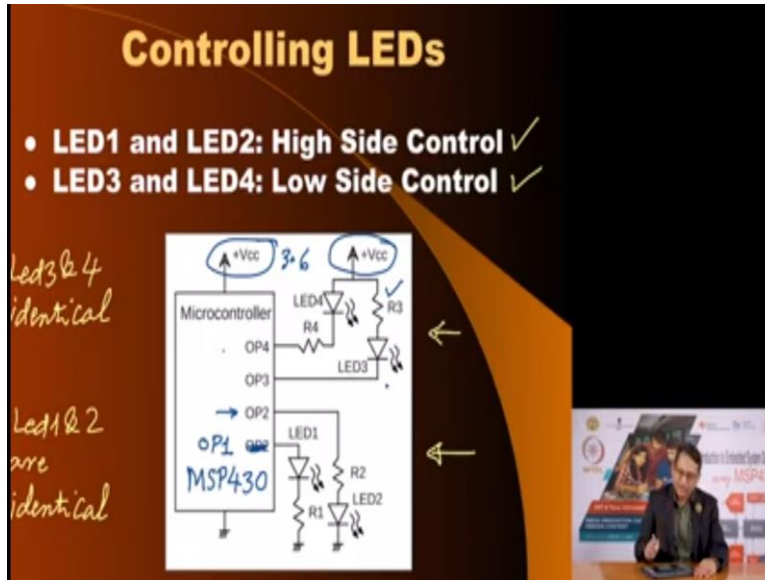 Controlling LEDs
• LED1 and LED2: High Side Control ✓
• LED3 and LED4: Low Side Control ✓
Led3 & 4
identical
Led1 & 2
are
identical
+Vcc 3.6 +Vcc
Microcontroller
LED4
R3
R4
OP4
LED3
OP3
OP2
OP1
LED1
MSP430
R2
R1
LED2
MSP43